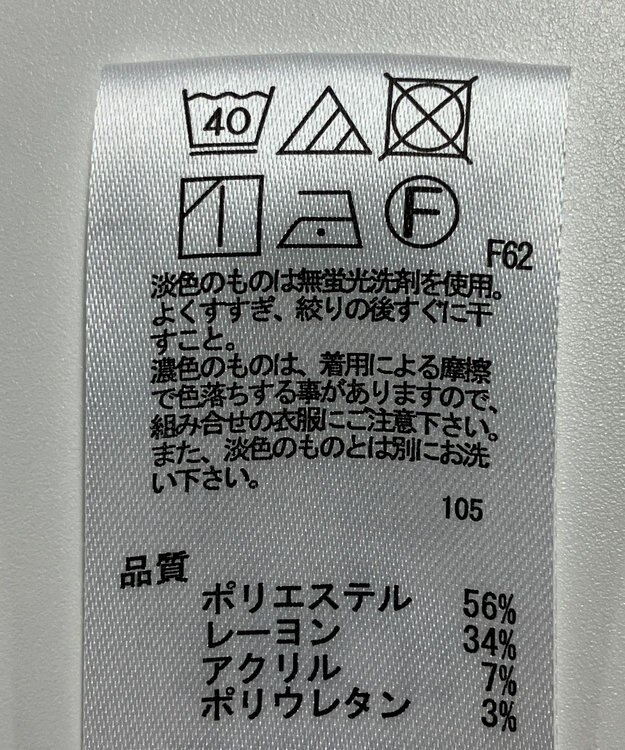 40
F
F62
淡色のものは無蛍光洗剤を使用。
よくすすぎ、絞りの後すぐに干
すこと。
濃色のものは、着用による摩擦
で色落ちする事がありますので、
組み合せの衣服にご注意下さい。
また、淡色のものとは別にお洗
い下さい。
105
品質
ポリエステル 56%
レーヨン 34%
アクリル 7%
ポリウレタン 3%